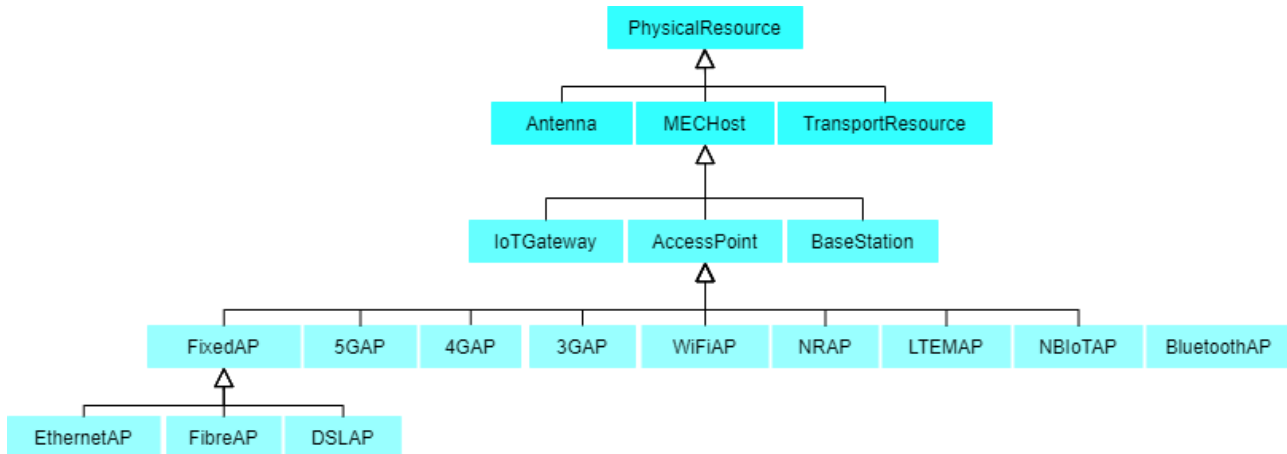 PhysicalResource
Antenna MECHost TransportResource
IoTGateway AccessPoint BaseStation
FixedAP 5GAP 4GAP 3GAP WiFiAP NRAP LTEMAP NBIoTAP BluetoothAP
EthernetAP FibreAP DSLAP